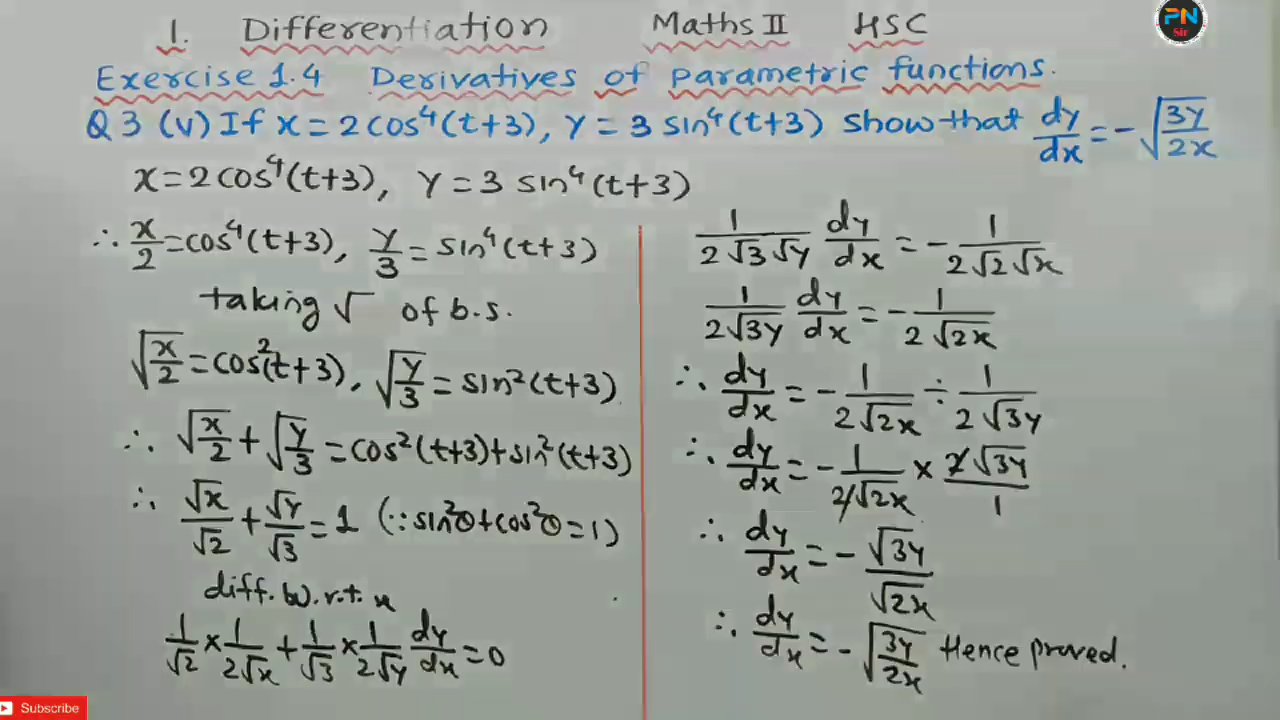 1. Differentiation Maths II HSC
PN Sir
Exercise 1.4 Derivatives of parametric functions.
Q 3 (V) If x = 2 cos⁴(t+3), y = 3 sin⁴(t+3) show that dy/dx = -√(3y/2x)
x = 2 cos⁴(t+3), y = 3 sin⁴(t+3)
∴ x/2 = cos⁴(t+3), y/3 = sin⁴(t+3)
taking √ of b.s.
√(x/2) = cos²(t+3), √(y/3) = sin²(t+3)
∴ √(x/2) + √(y/3) = cos²(t+3) + sin²(t+3)
∴ √x/√2 + √y/√3 = 1 (∵ sin²θ + cos²θ = 1)
diff. w.r.t. x
1/√2 × 1/2√x + 1/√3 × 1/2√y dy/dx = 0
1/2√3√y dy/dx = - 1/2√2√x
1/2√3y dy/dx = - 1/2√2x
∴ dy/dx = - 1/2√2x ÷ 1/2√3y
∴ dy/dx = - 1/2√2x × 2√3y/1
∴ dy/dx = - √3y/√2x
∴ dy/dx = - √(3y/2x) Hence proved.
Subscribe